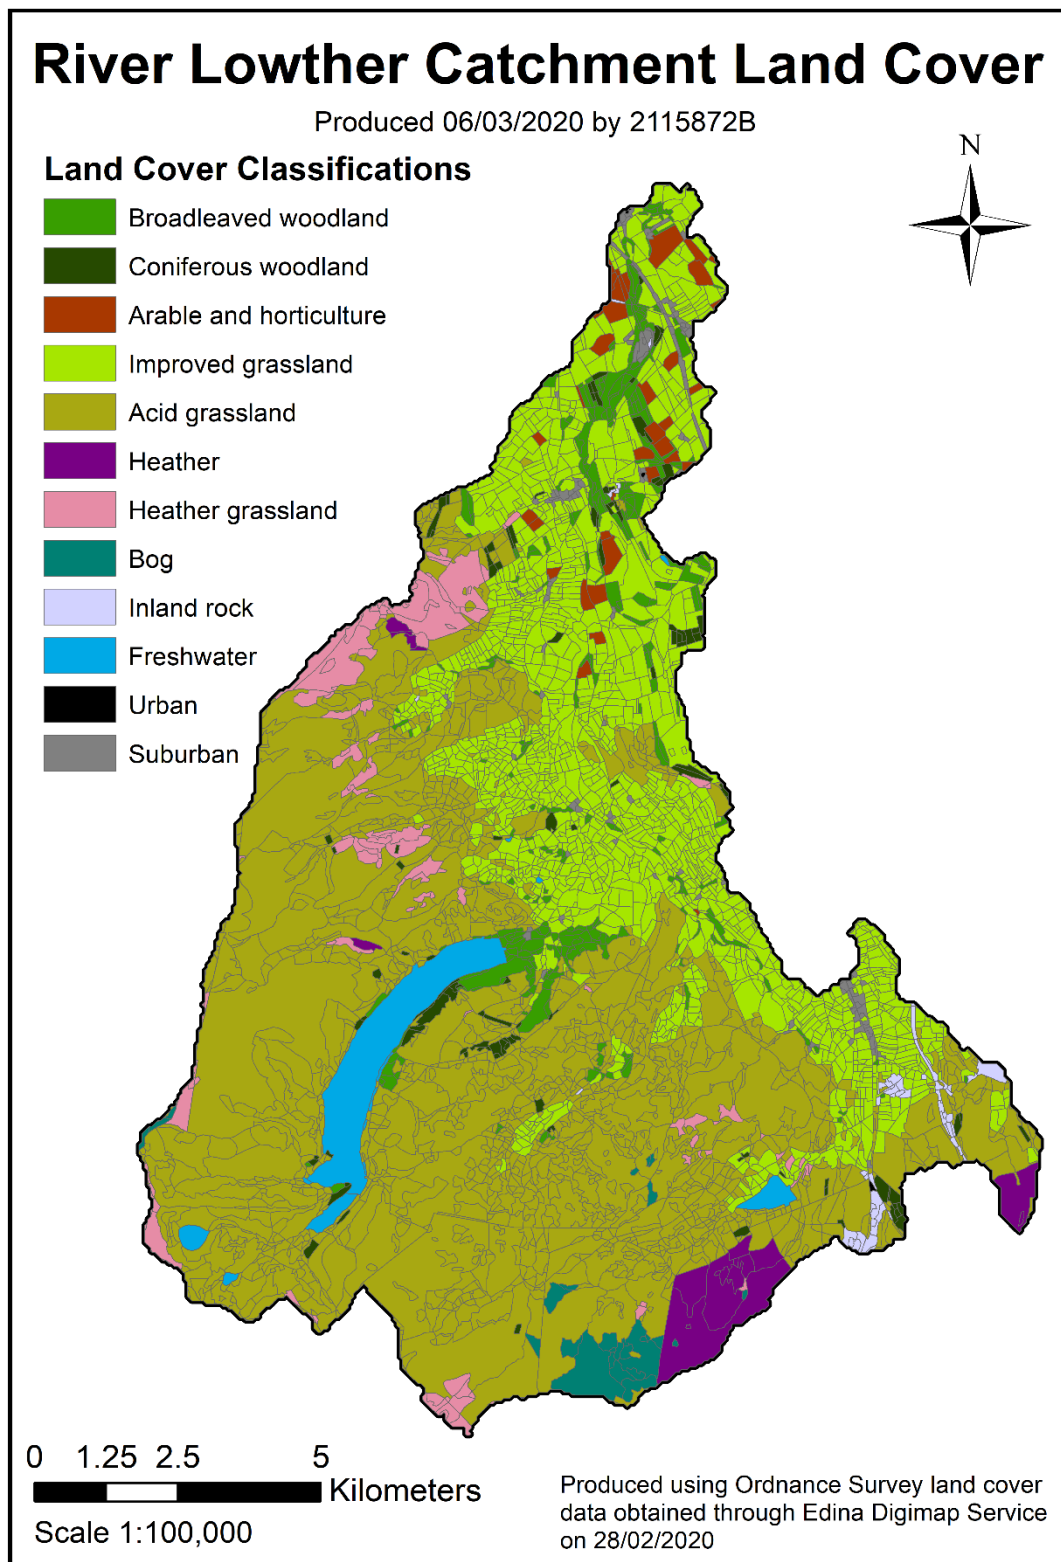 River Lowther Catchment Land Cover
Produced 06/03/2020 by 2115872B
N
Land Cover Classifications
Broadleaved woodland
Coniferous woodland
Arable and horticulture
Improved grassland
Acid grassland
Heather
Heather grassland
Bog
Inland rock
Freshwater
Urban
Suburban
0 1.25 2.5 5
Kilometers
Scale 1:100,000
Produced using Ordnance Survey land cover
data obtained through Edina Digimap Service
on 28/02/2020